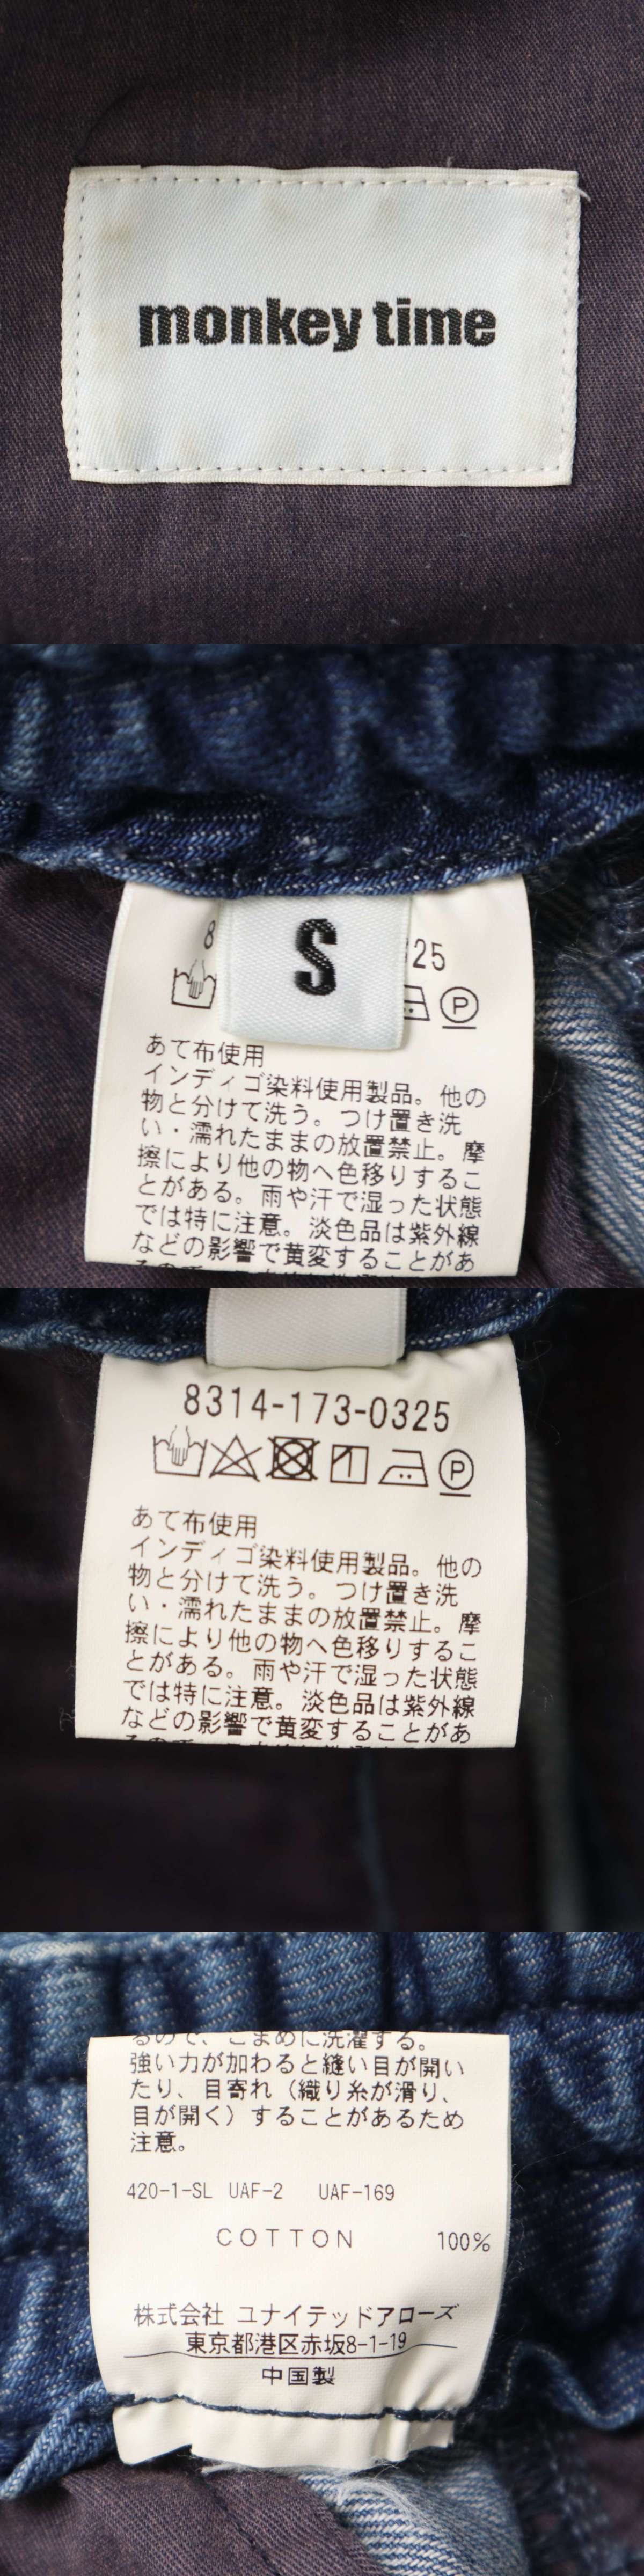 monkey time
8
S
25
P
あて布使用
インディゴ染料使用製品。他の
物と分けて洗う。つけ置き洗
い・濡れたままの放置禁止。摩
擦により他の物へ色移りするこ
とがある。雨や汗で湿った状態
では特に注意。淡色品は紫外線
などの影響で黄変することがあ
8314-173-0325
P
あて布使用
インディゴ染料使用製品。他の
物と分けて洗う。つけ置き洗
い・濡れたままの放置禁止。摩
擦により他の物へ色移りするこ
とがある。雨や汗で湿った状態
では特に注意。淡色品は紫外線
などの影響で黄変することがあ
るので、こまめに洗濯する。
強い力が加わると縫い目が開い
たり、目寄れ（織り糸が滑り、
目が開く）することがあるため
注意。
420-1-SL UAF-2 UAF-169
COTTON 100%
株式会社 ユナイテッドアローズ
東京都港区赤坂8-1-19
中国製